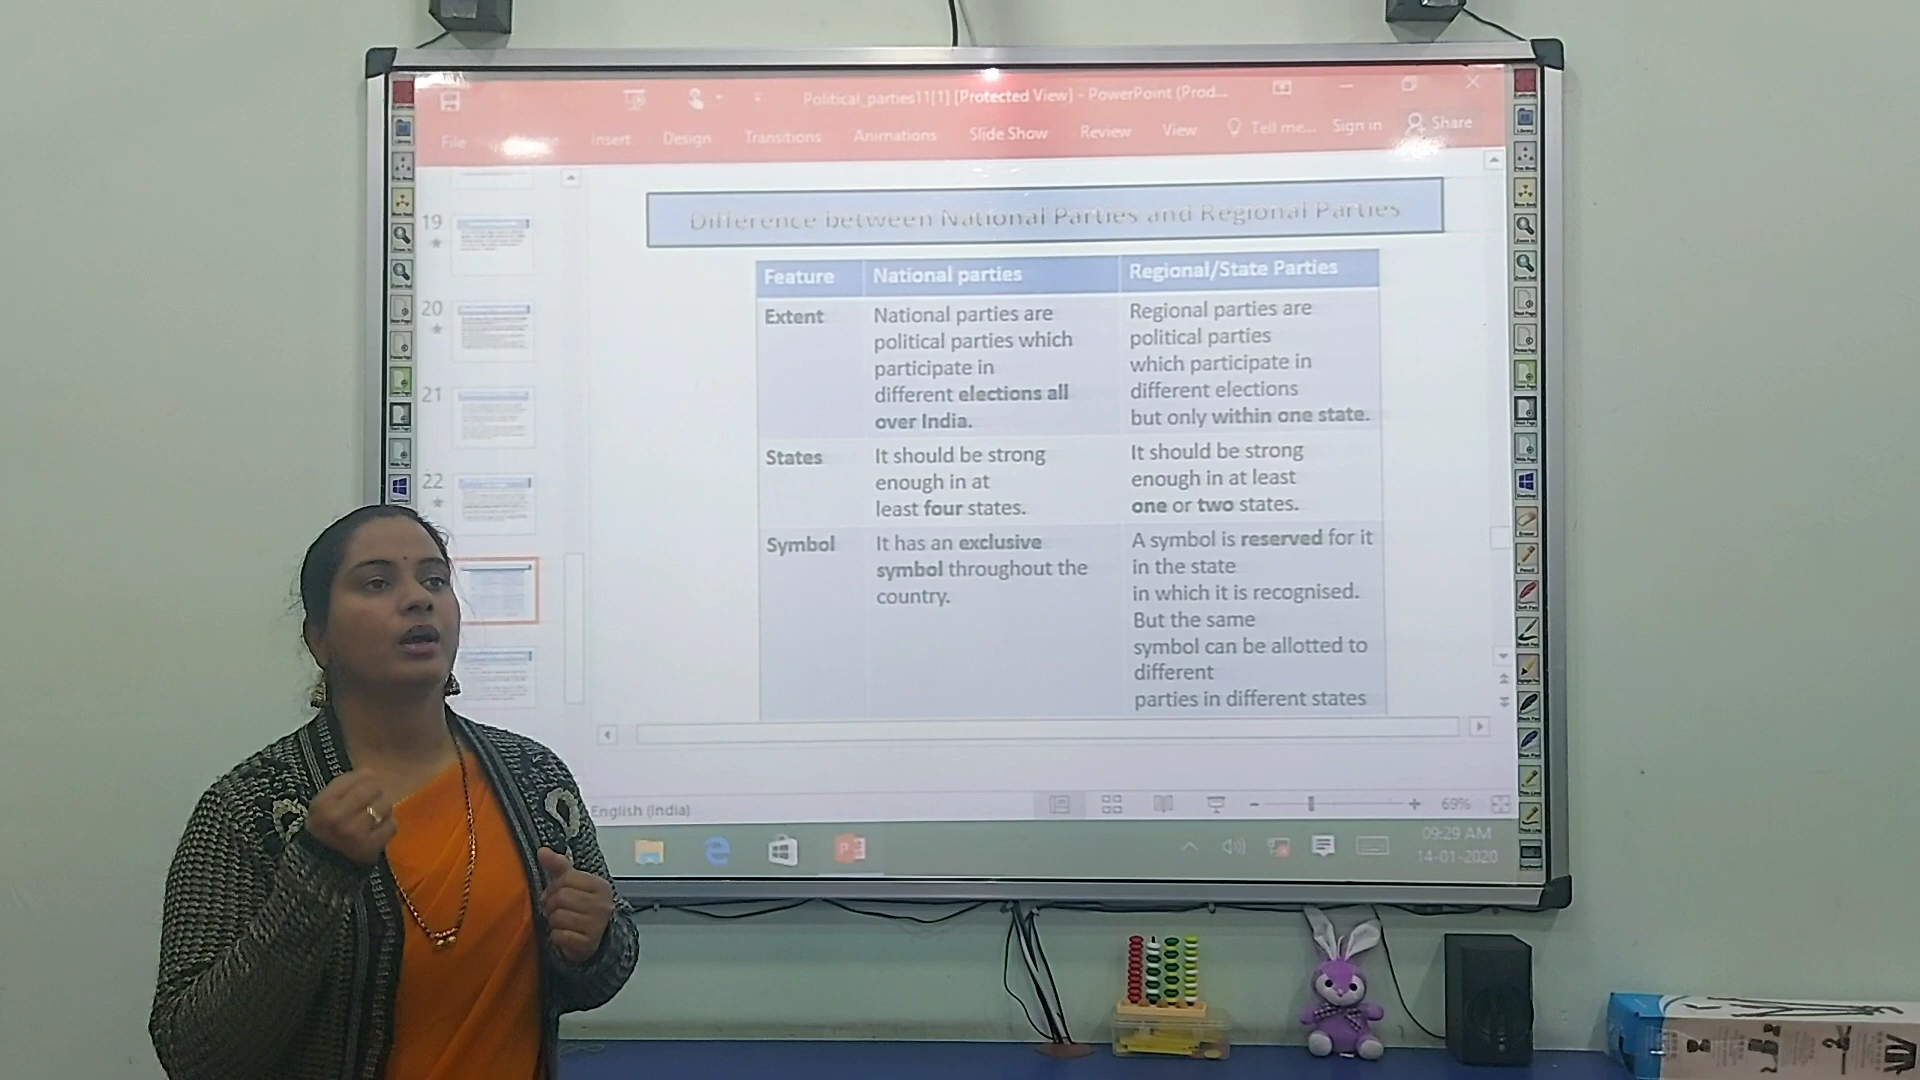 Political_parties11[1] [Protected View] - PowerPoint (Prod...
File Insert Design Transitions Animations Slide Show Review View Tell me... Sign in Share
19
20
21
22
Difference between National Parties and Regional Parties
Feature
National parties
Regional/State Parties
Extent
National parties are
political parties which
participate in
different elections all
over India.
Regional parties are
political parties
which participate in
different elections
but only within one state.
States
It should be strong
enough in at
least four states.
It should be strong
enough in at least
one or two states.
Symbol
It has an exclusive
symbol throughout the
country.
A symbol is reserved for it
in the state
in which it is recognised.
But the same
symbol can be allotted to
different
parties in different states
English (India)
69%
09:29 AM
14-01-2020